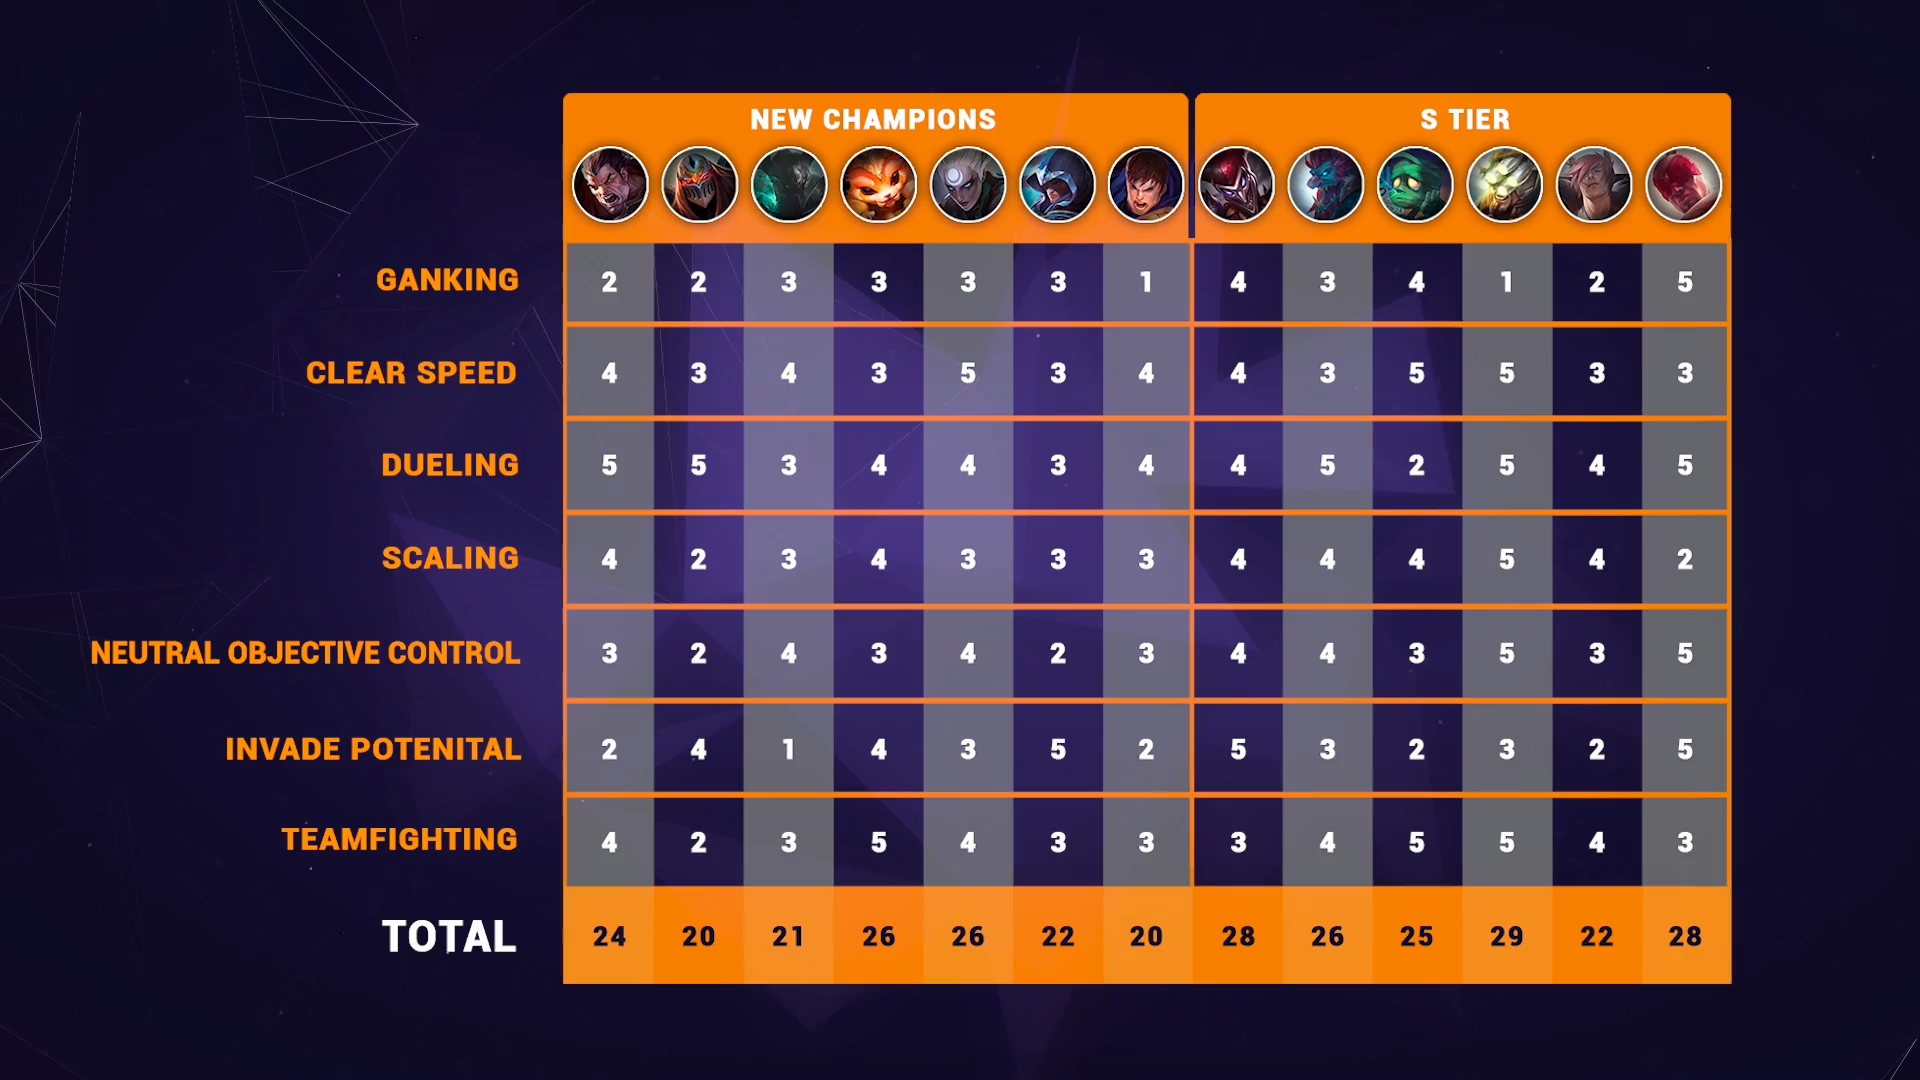 NEW CHAMPIONS S TIER
GANKING 2 2 3 3 3 3 1 4 3 4 1 2 5
CLEAR SPEED 4 3 4 3 5 3 4 4 3 5 5 3 3
DUELING 5 5 3 4 4 3 4 4 5 2 5 4 5
SCALING 4 2 3 4 3 3 3 4 4 4 5 4 2
NEUTRAL OBJECTIVE CONTROL 3 2 4 3 4 2 3 4 4 3 5 3 5
INVADE POTENITAL 2 4 1 4 3 5 2 5 3 2 3 2 5
TEAMFIGHTING 4 2 3 5 4 3 3 3 4 5 5 4 3
TOTAL 24 20 21 26 26 22 20 28 26 25 29 22 28